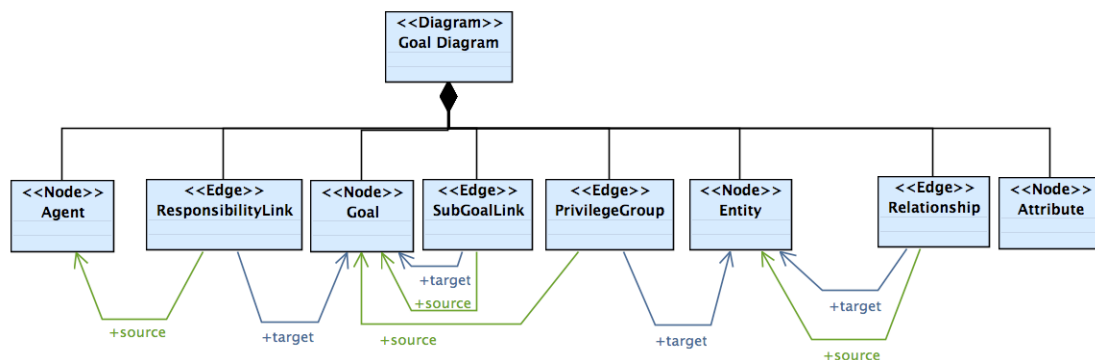 <<Diagram>>
Goal Diagram
<<Node>>
Agent
<<Edge>>
ResponsibilityLink
<<Node>>
Goal
<<Edge>>
SubGoalLink
<<Edge>>
PrivilegeGroup
<<Node>>
Entity
<<Edge>>
Relationship
<<Node>>
Attribute
+source
+target
+target
+source
+source
+target
+target
+source